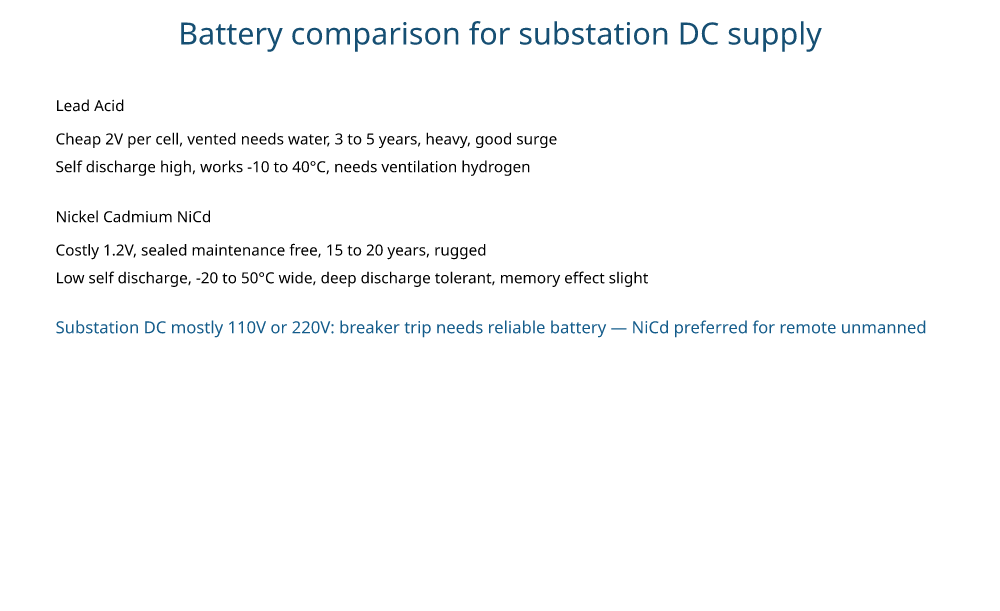 Battery comparison for substation DC supply
Lead Acid
Cheap 2V per cell, vented needs water, 3 to 5 years, heavy, good surge
Self discharge high, works -10 to 40°C, needs ventilation hydrogen
Nickel Cadmium NiCd
Costly 1.2V, sealed maintenance free, 15 to 20 years, rugged
Low self discharge, -20 to 50°C wide, deep discharge tolerant, memory effect slight
Substation DC mostly 110V or 220V: breaker trip needs reliable battery — NiCd preferred for remote unmanned